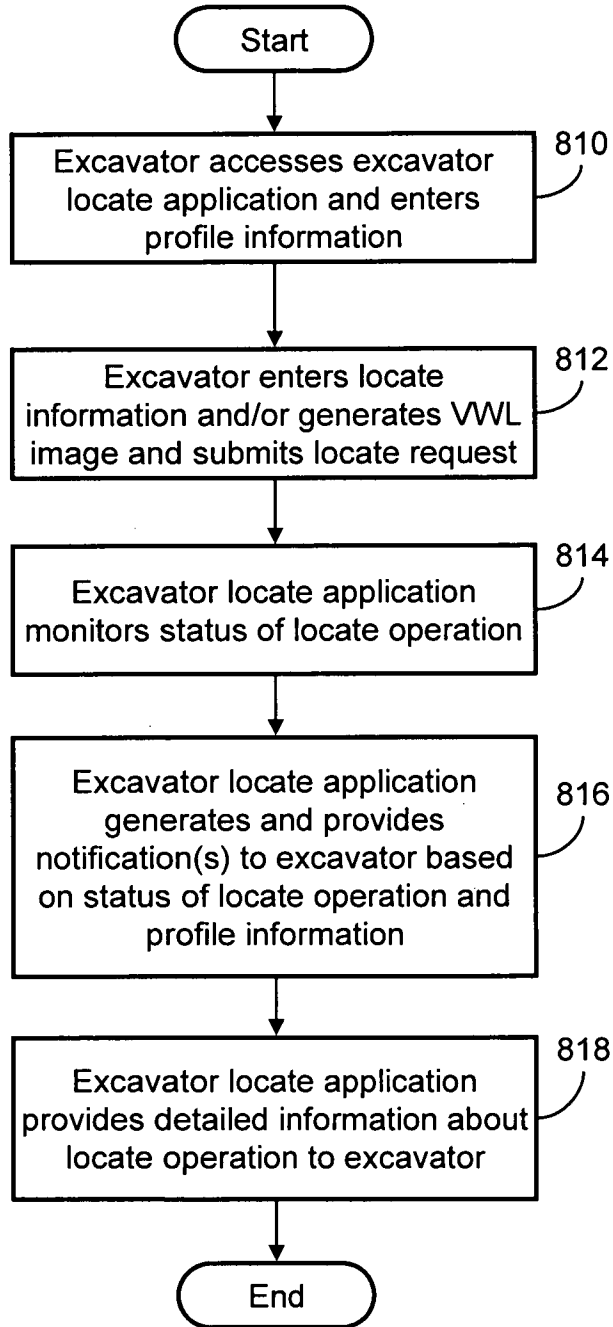 Start
810
Excavator accesses excavator
locate application and enters
profile information
812
Excavator enters locate
information and/or generates VWL
image and submits locate request
814
Excavator locate application
monitors status of locate operation
816
Excavator locate application
generates and provides
notification(s) to excavator based
on status of locate operation and
profile information
818
Excavator locate application
provides detailed information about
locate operation to excavator
End